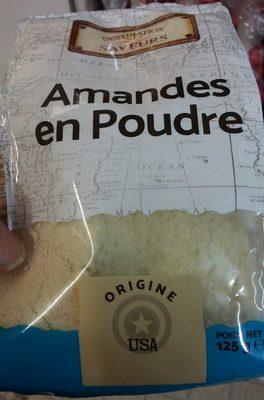 DESTINATION
SAVEURS
Amandes
en Poudre
OCEAN
ORIGINE
USA
POIDS NET
125 g e